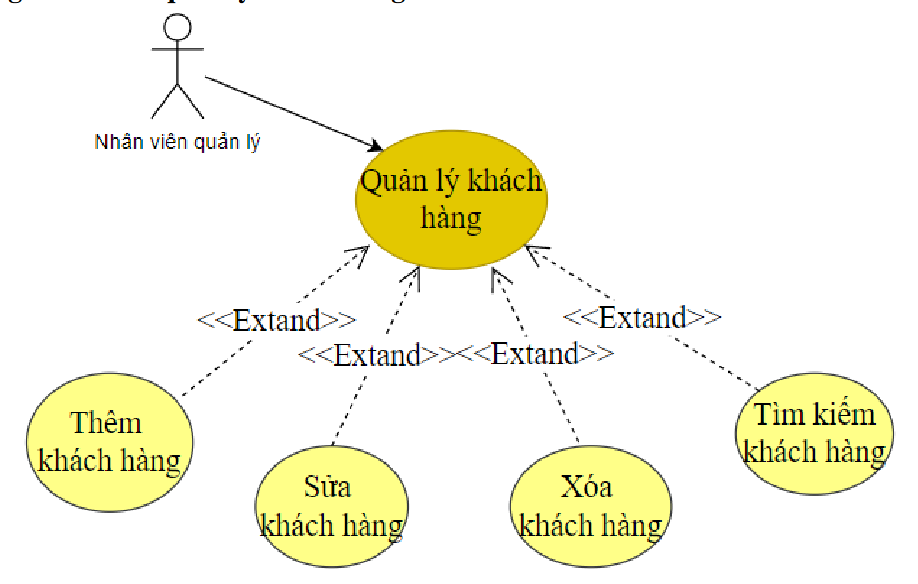 Nhân viên quản lý
Quản lý khách
hàng
<<Extand>>
<<Extand>>
<<Extand>>
<<Extand>>
Thêm
khách hàng
Sửa
khách hàng
Xóa
khách hàng
Tìm kiếm
khách hàng